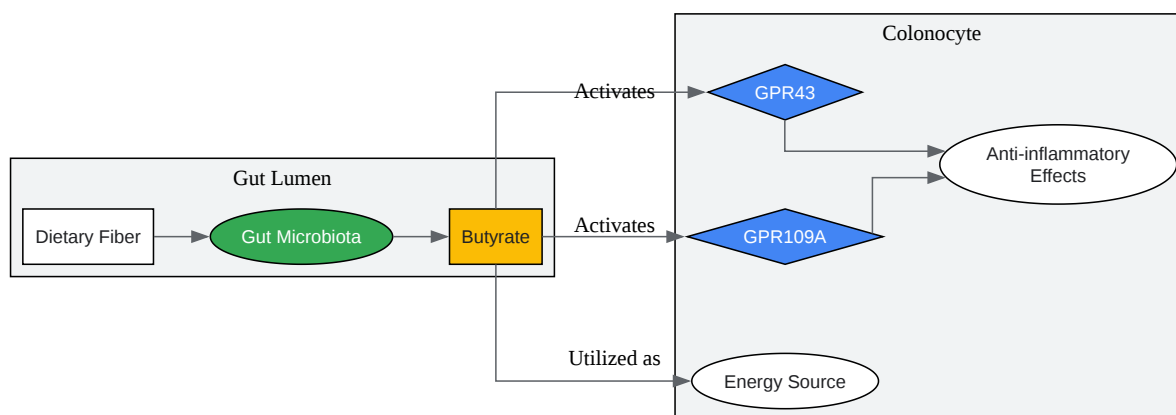 Colonocyte
Activates
GPR43
Anti-inflammatory
Effects
Gut Lumen
Dietary Fiber
Gut Microbiota
Butyrate
Activates
GPR109A
Utilized as
Energy Source